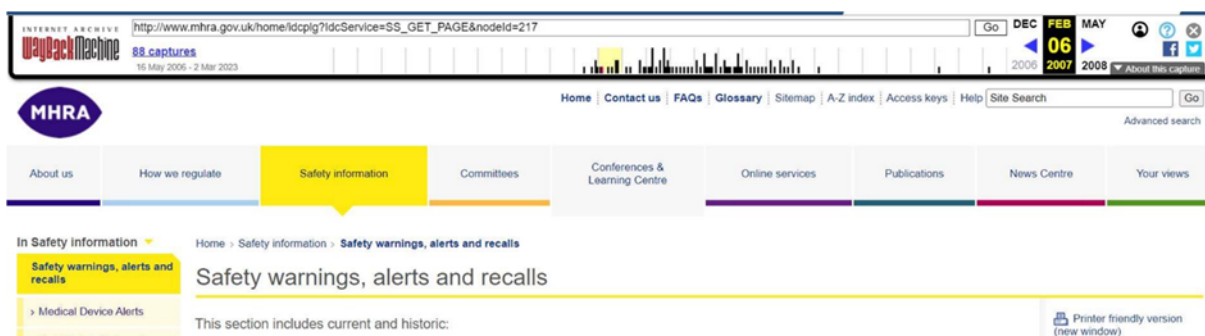 INTERNET ARCHIVE
WayBackMachine
http://www.mhra.gov.uk/home/idcplg?IdcService=SS_GET_PAGE&nodeId=217
Go
DEC FEB MAY
88 captures
06
16 May 2006 - 2 Mar 2023
2006 2007 2008
About this capture
MHRA
Home Contact us FAQs Glossary Sitemap A-Z index Access keys Help Site Search Go
Advanced search
About us
How we regulate
Safety information
Committees
Conferences &
Learning Centre
Online services
Publications
News Centre
Your views
In Safety information
Home > Safety information > Safety warnings, alerts and recalls
Safety warnings, alerts and
recalls
Safety warnings, alerts and recalls
> Medical Device Alerts
This section includes current and historic:
Printer friendly version
(new window)